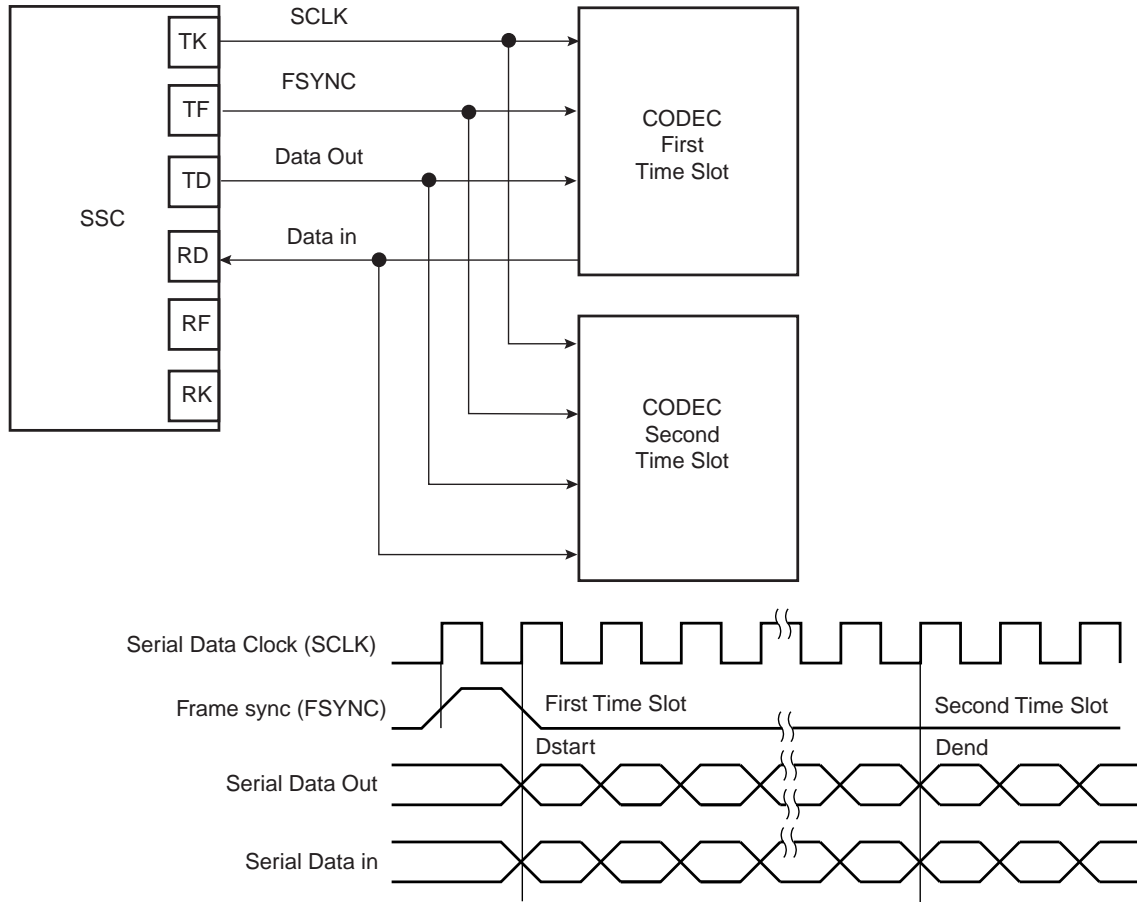 SCLK
TK
FSYNC
TF
CODEC
First
Time Slot
Data Out
TD
SSC
Data in
RD
RF
RK
CODEC
Second
Time Slot
Serial Data Clock (SCLK)
Frame sync (FSYNC)
First Time Slot
Second Time Slot
Dstart
Dend
Serial Data Out
Serial Data in